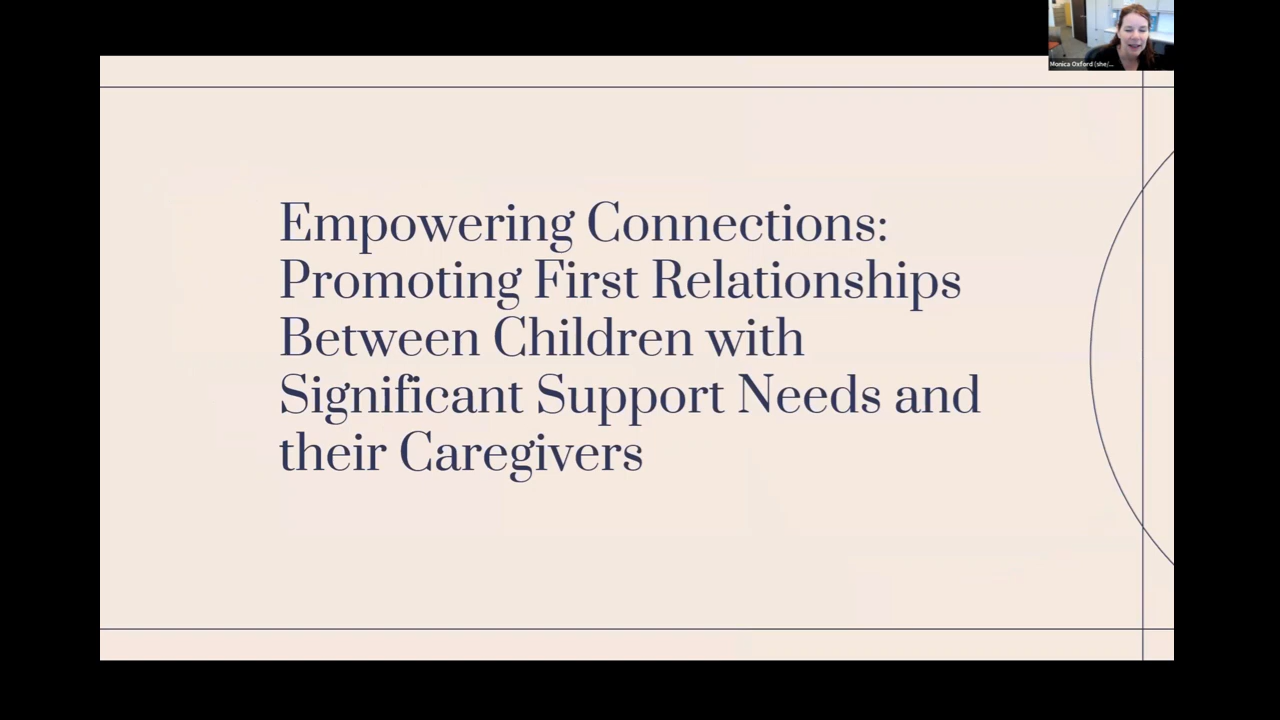 Monica Oxford (she/...
Empowering Connections:
Promoting First Relationships
Between Children with
Significant Support Needs and
their Caregivers